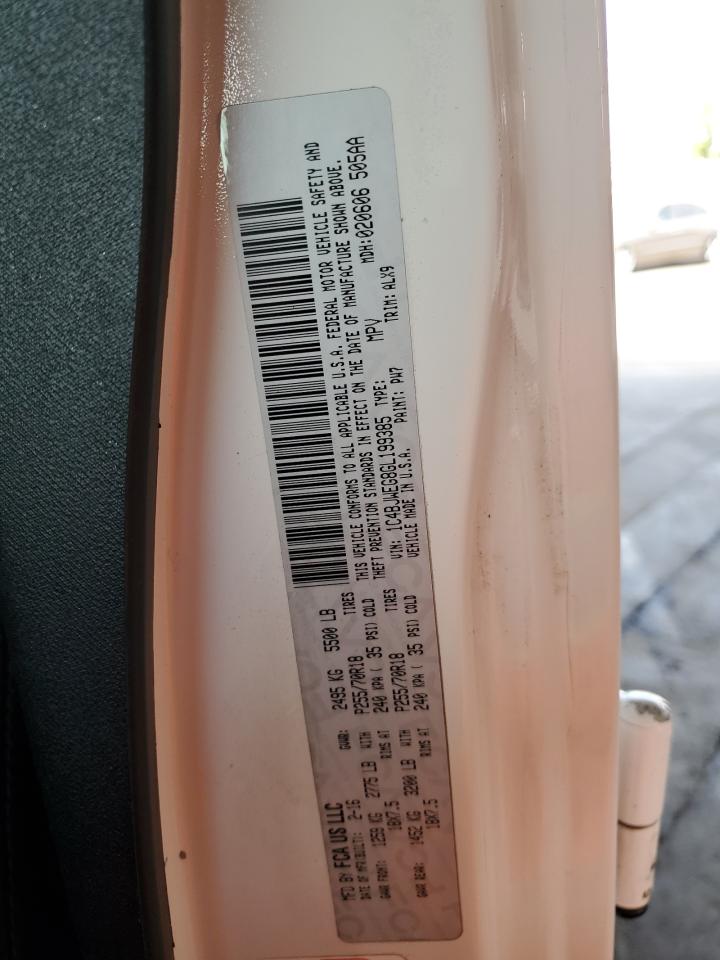 MFD BY FCA US LLC
DATE OF MFR(BUILT): 2-16 GVWR: 2495 KG 5500 LB
GAWR FRONT: 1259 KG 2775 LB WITH P255/70R18 TIRES
18X7.5 RIMS AT 240 KPA ( 35 PSI) COLD
GAWR REAR: 1452 KG 3200 LB WITH P255/70R18 TIRES
18X7.5 RIMS AT 240 KPA ( 35 PSI) COLD
THIS VEHICLE CONFORMS TO ALL APPLICABLE U.S.A. FEDERAL MOTOR VEHICLE SAFETY AND
THEFT PREVENTION STANDARDS IN EFFECT ON THE DATE OF MANUFACTURE SHOWN ABOVE.
VIN: 1C4BJWEG8GL199385 TYPE: MPV MDH:020606 505AA
VEHICLE MADE IN U.S.A. PAINT: PW7 TRIM: ALX9